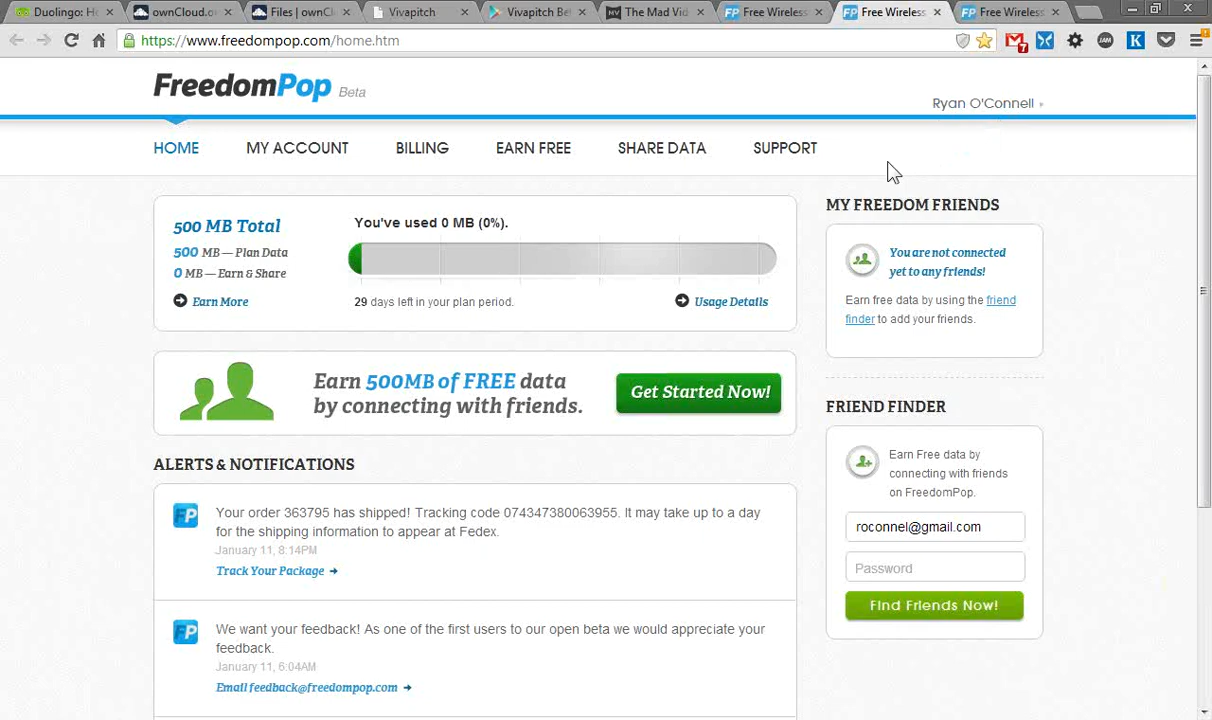 Duolingo: H
ownCloud.o
Files | ownCl
Vivapitch
Vivapitch Be
The Mad Vid
Free Wireless
Free Wireless
Free Wireless
https://www.freedompop.com/home.htm
7
JAM
K
FreedomPop Beta
Ryan O'Connell
HOME MY ACCOUNT BILLING EARN FREE SHARE DATA SUPPORT
500 MB Total
500 MB — Plan Data
0 MB — Earn & Share
Earn More
You've used 0 MB (0%).
29 days left in your plan period.
Usage Details
Earn 500MB of FREE data
by connecting with friends.
Get Started Now!
ALERTS & NOTIFICATIONS
FP
Your order 363795 has shipped! Tracking code 074347380063955. It may take up to a day
for the shipping information to appear at Fedex.
January 11, 8:14PM
Track Your Package
FP
We want your feedback! As one of the first users to our open beta we would appreciate your
feedback.
January 11, 6:04AM
Email feedback@freedompop.com
MY FREEDOM FRIENDS
You are not connected
yet to any friends!
Earn free data by using the friend
finder to add your friends.
FRIEND FINDER
Earn Free data by
connecting with friends
on FreedomPop.
roconnel@gmail.com
Password
Find Friends Now!